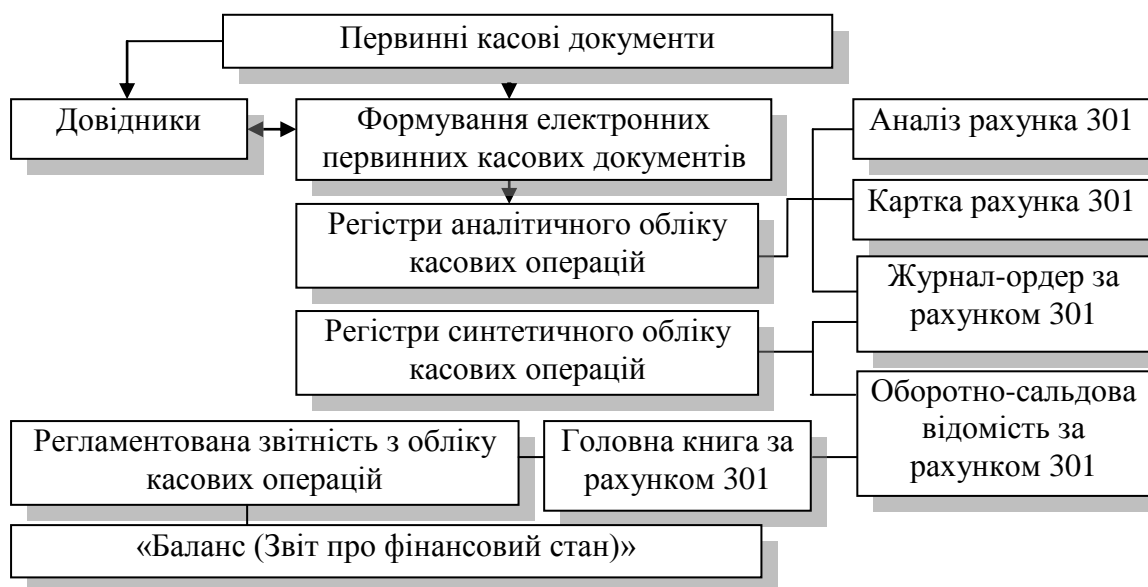 Первинні касові документи
Довідники
Формування електронних
первинних касових документів
Аналіз рахунка 301
Картка рахунка 301
Регістри аналітичного обліку
касових операцій
Журнал-ордер за
рахунком 301
Регістри синтетичного обліку
касових операцій
Оборотно-сальдова
відомість за
рахунком 301
Регламентована звітність з обліку
касових операцій
Головна книга за
рахунком 301
«Баланс (Звіт про фінансовий стан)»